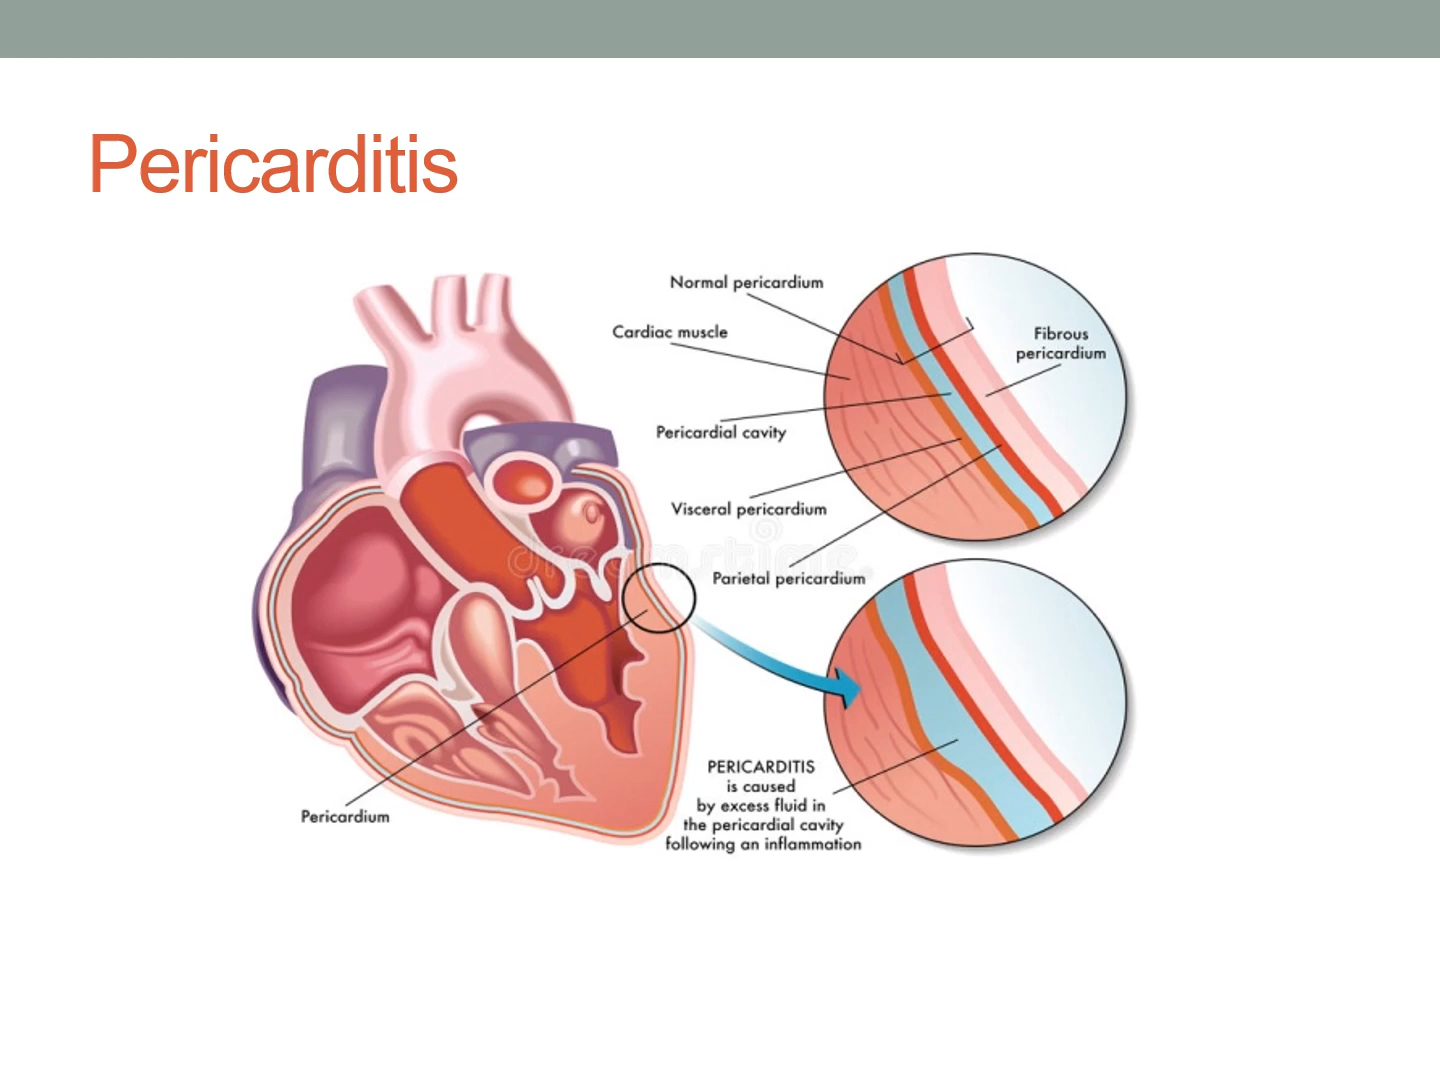 Pericarditis
Normal pericardium
Cardiac muscle
Fibrous
pericardium
Pericardial cavity
Visceral pericardium
dreamstime.
Parietal pericardium
PERICARDITIS
is caused
by excess fluid in
the pericardial cavity
following an inflammation
Pericardium